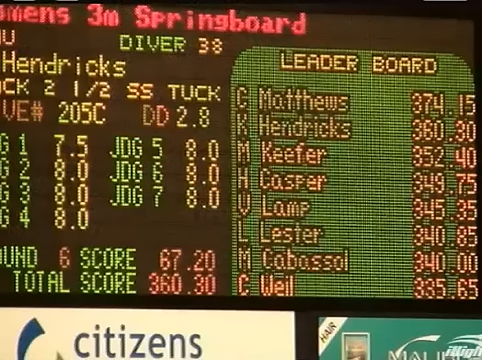 omens 3m Springboard
DIVER 38
Hendricks
CK 2 1/2 SS TUCK
VE# 205C DD 2.8
G 1 7.5 JDG 5 8.0
G 2 8.0 JDG 6 8.0
G 3 8.0 JDG 7 8.0
G 4 8.0
UND 6 SCORE 67.20
TOTAL SCORE 360.30
LEADER BOARD
C Matthews 374.15
K Hendricks 360.30
M Keefer 352.40
H Casper 349.75
V Lamp 345.35
L Lester 340.85
M Cabassol 340.00
C Weil 335.65
citizens
HAIR